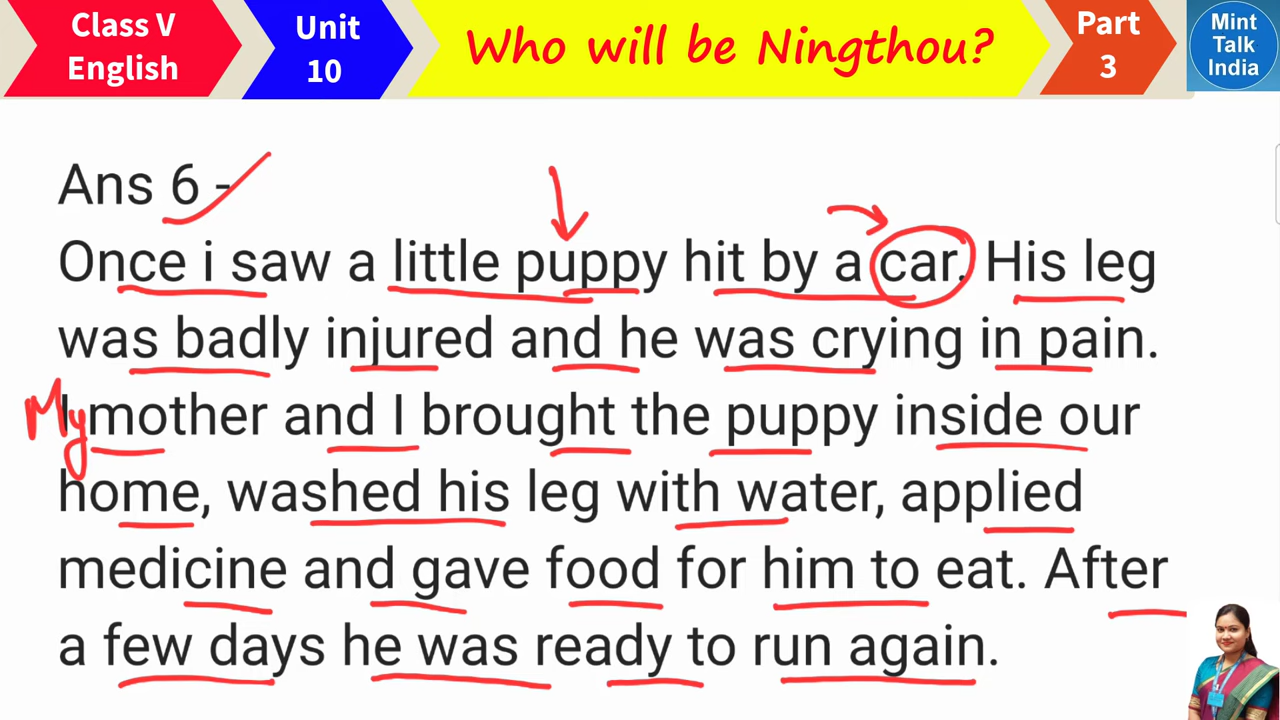 Class V
English
Unit
10
Who will be Ningthou?
Part
3
Mint
Talk
India
Ans 6 -
Once i saw a little puppy hit by a car. His leg
was badly injured and he was crying in pain.
My mother and I brought the puppy inside our
home, washed his leg with water, applied
medicine and gave food for him to eat. After
a few days he was ready to run again.